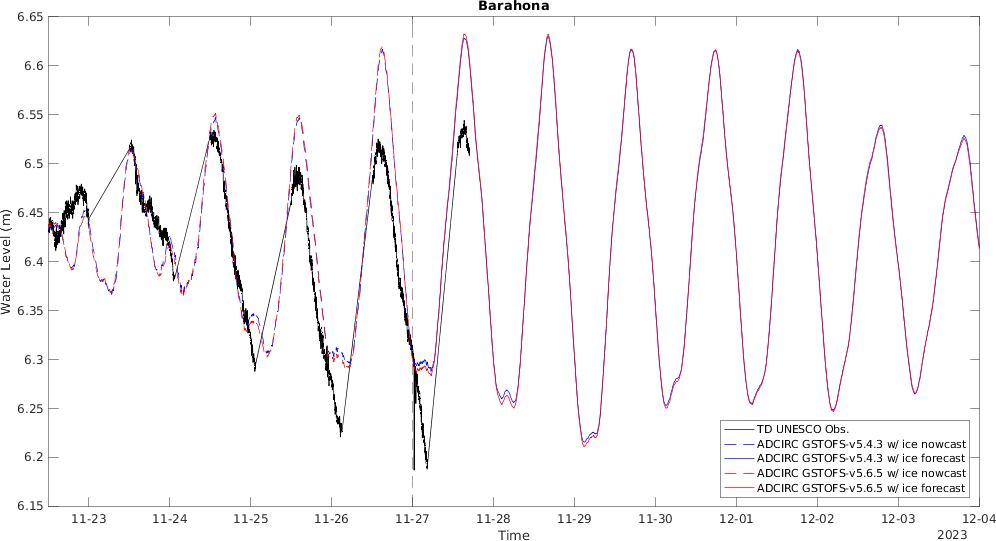 Barahona
6.65
6.6
6.55
6.5
6.45
6.4
6.35
6.3
6.25
6.2
6.15
Water Level (m)
TD UNESCO Obs.
ADCIRC GSTOFS-v5.4.3 w/ ice nowcast
ADCIRC GSTOFS-v5.4.3 w/ ice forecast
ADCIRC GSTOFS-v5.6.5 w/ ice nowcast
ADCIRC GSTOFS-v5.6.5 w/ ice forecast
11-23 11-24 11-25 11-26 11-27 11-28 11-29 11-30 12-01 12-02 12-03 12-04
Time
2023